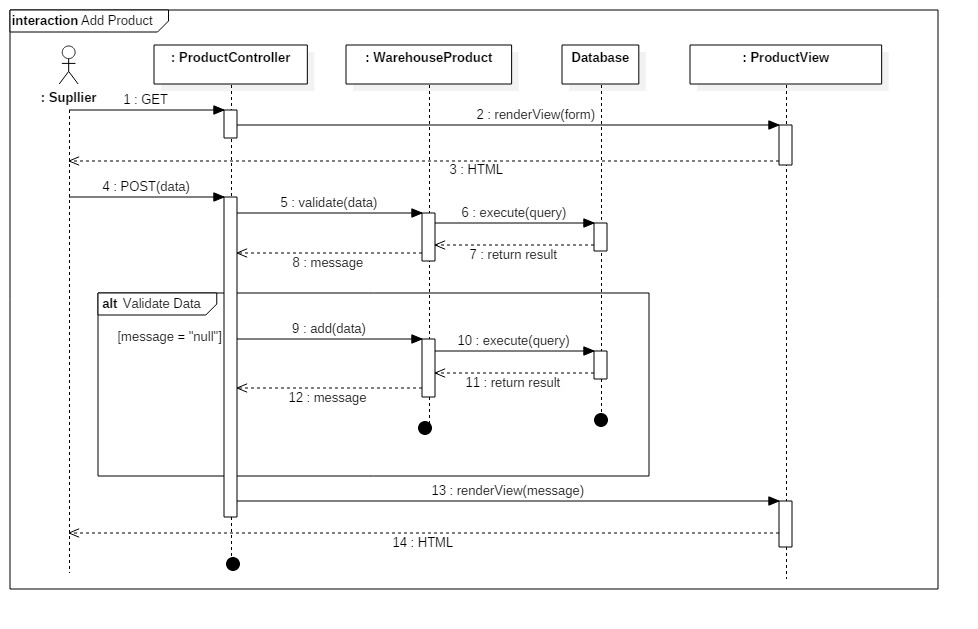 interaction Add Product
: ProductController
: WarehouseProduct
Database
: ProductView
: Supllier
1 : GET
2 : renderView(form)
3 : HTML
4 : POST(data)
5 : validate(data)
6 : execute(query)
7 : return result
8 : message
alt Validate Data
[message = "null"]
9 : add(data)
10 : execute(query)
11 : return result
12 : message
13 : renderView(message)
14 : HTML